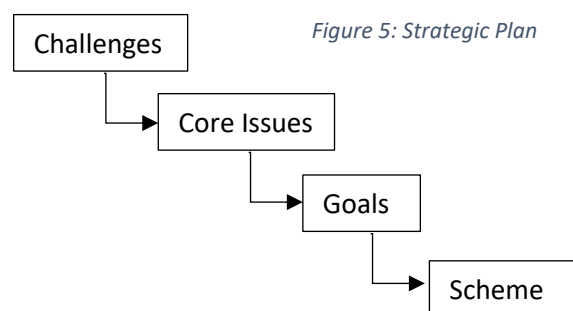 Figure 5: Strategic Plan
Challenges
Core Issues
Goals
Scheme